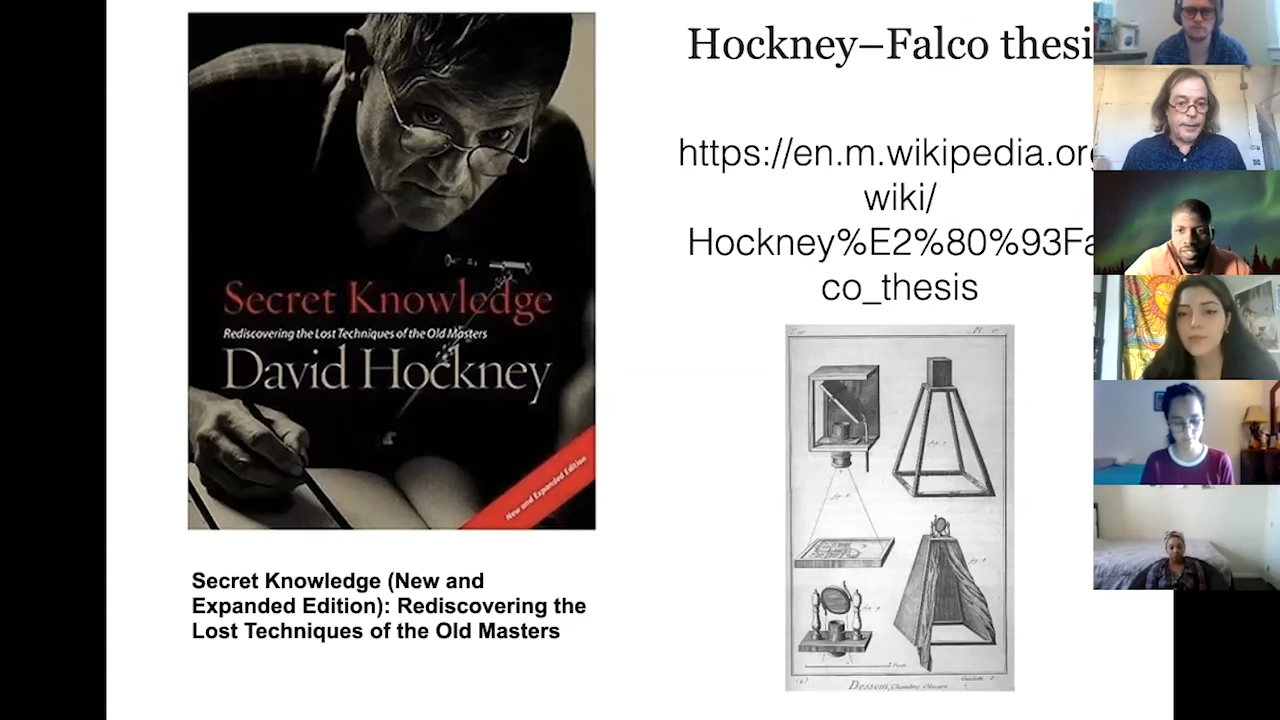 Secret Knowledge
Rediscovering the Lost Techniques of the Old Masters
David Hockney
New and Expanded Edition
Secret Knowledge (New and
Expanded Edition): Rediscovering the
Lost Techniques of the Old Masters
Hockney–Falco thesi
https://en.m.wikipedia.org
wiki/
Hockney%E2%80%93Fa
co_thesis
Dessein, Chambre Obscure